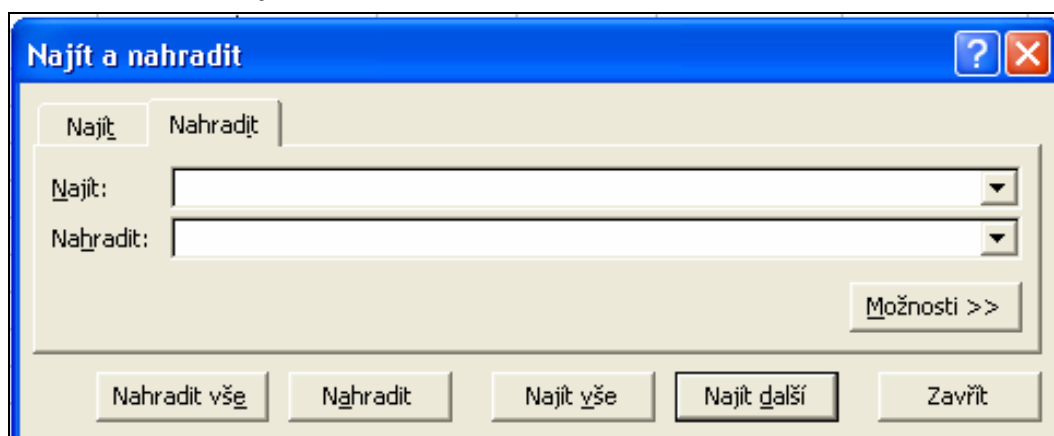 Najít a nahradit
Najít Nahradit
Najít:
Nahradit:
Možnosti >>
Nahradit vše Nahradit Najít vše Najít další Zavřít